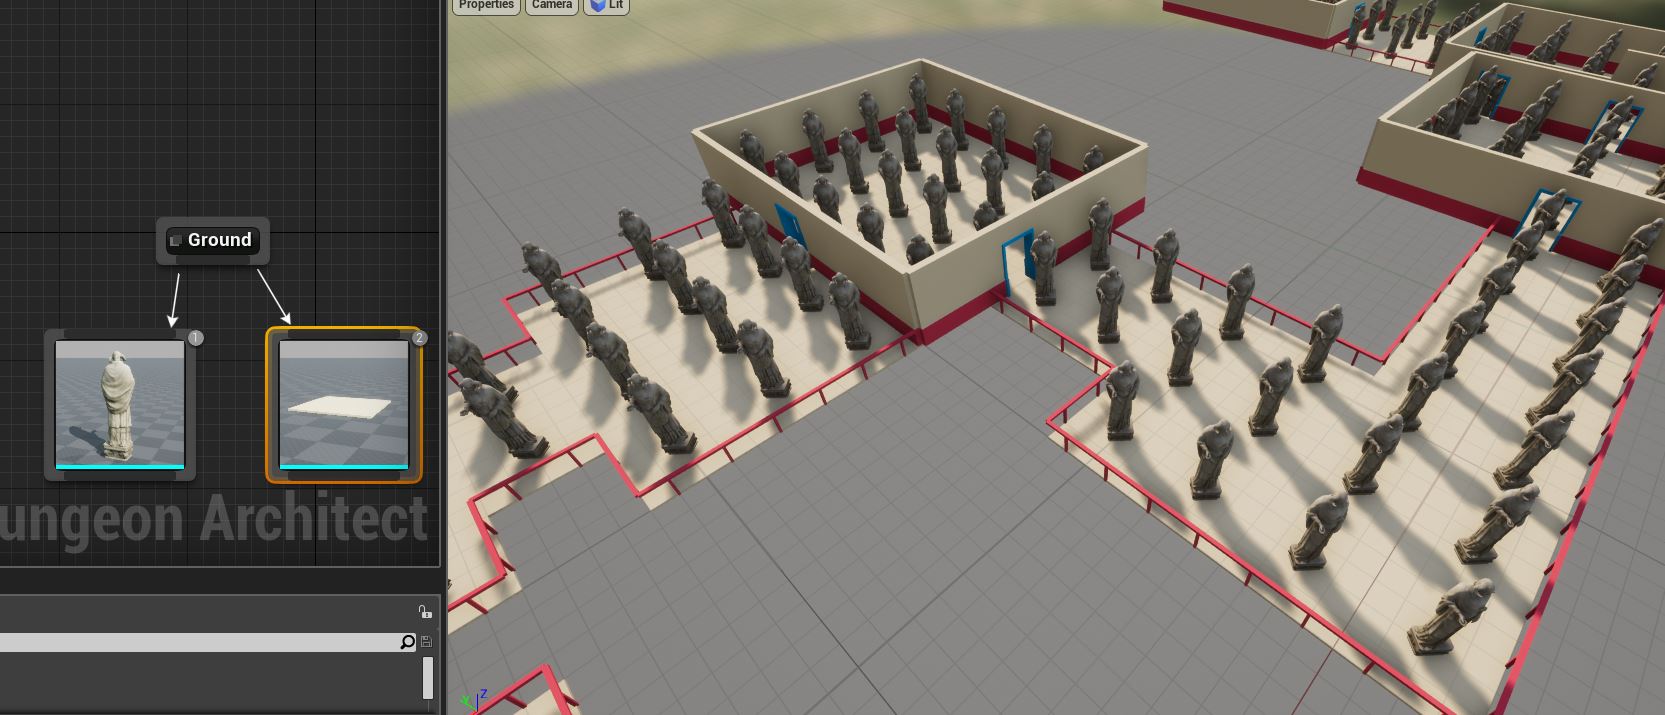 Properties
Camera
Lit
Ground
1
2
ungeon Architect
Z
Y